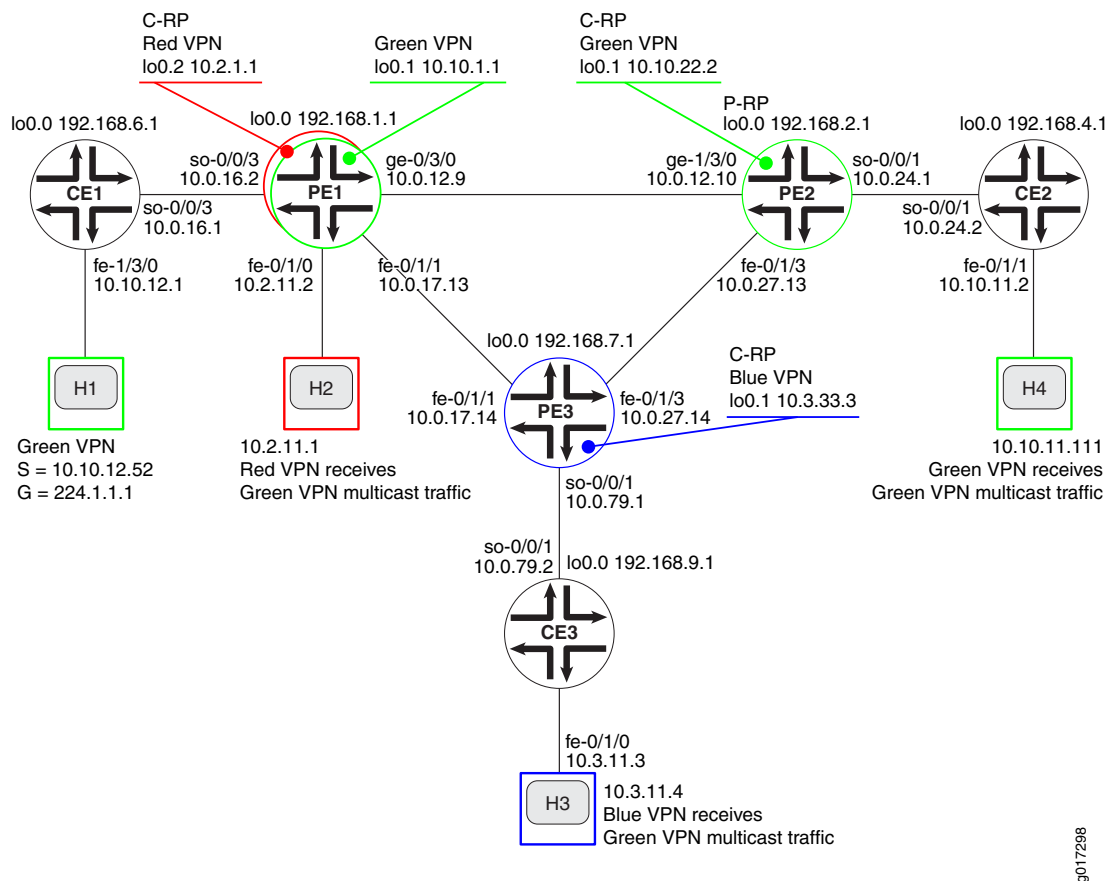 C-RP
Red VPN
lo0.2 10.2.1.1
Green VPN
lo0.1 10.10.1.1
C-RP
Green VPN
lo0.1 10.10.22.2
lo0.0 192.168.6.1
lo0.0 192.168.1.1
P-RP
lo0.0 192.168.2.1
lo0.0 192.168.4.1
so-0/0/3
10.0.16.2
ge-0/3/0
10.0.12.9
ge-1/3/0
10.0.12.10
so-0/0/1
10.0.24.1
CE1
PE1
PE2
CE2
so-0/0/3
10.0.16.1
so-0/0/1
10.0.24.2
fe-1/3/0
10.10.12.1
fe-0/1/0
10.2.11.2
fe-0/1/1
10.0.17.13
fe-0/1/3
10.0.27.13
fe-0/1/1
10.10.11.2
lo0.0 192.168.7.1
C-RP
Blue VPN
lo0.1 10.3.33.3
H1
H2
H4
fe-0/1/1
10.0.17.14
PE3
fe-0/1/3
10.0.27.14
Green VPN
S = 10.10.12.52
G = 224.1.1.1
10.2.11.1
Red VPN receives
Green VPN multicast traffic
10.10.11.111
Green VPN receives
Green VPN multicast traffic
so-0/0/1
10.0.79.1
so-0/0/1
10.0.79.2
lo0.0 192.168.9.1
CE3
fe-0/1/0
10.3.11.3
H3
10.3.11.4
Blue VPN receives
Green VPN multicast traffic
g017298